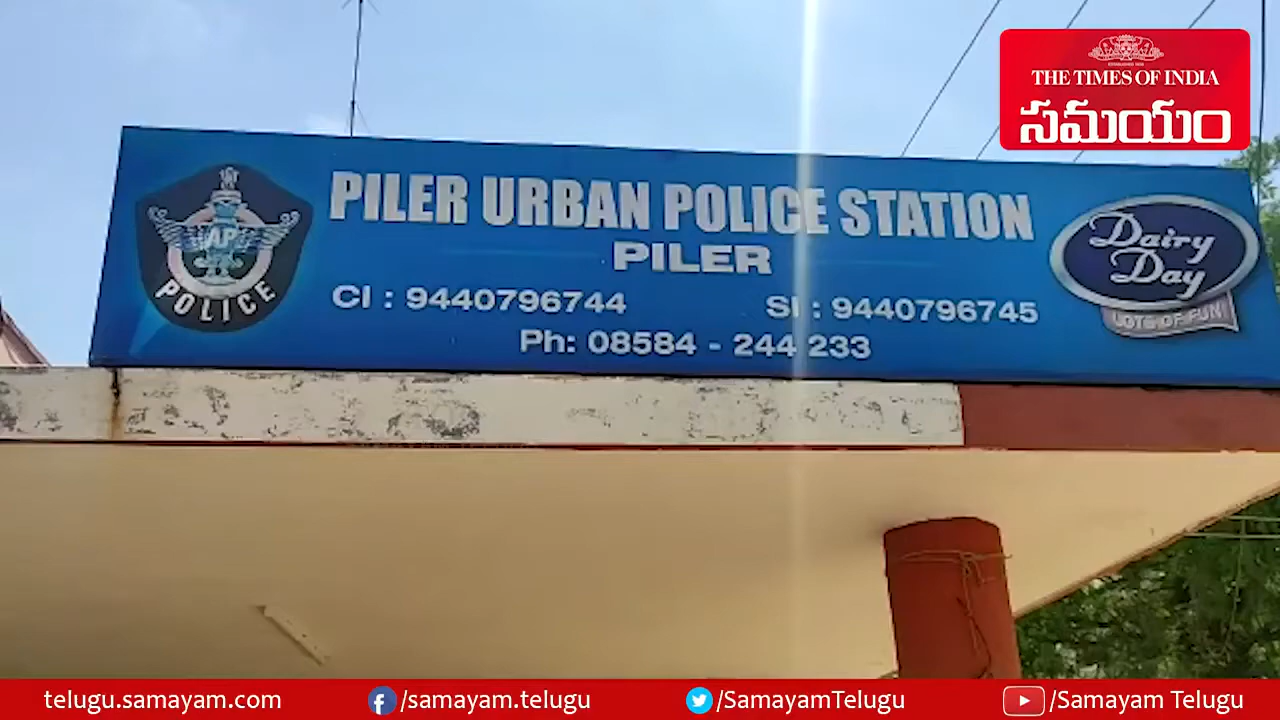 THE TIMES OF INDIA
సమయం
PILER URBAN POLICE STATION
PILER
CI : 9440796744 SI : 9440796745
Ph: 08584 - 244 233
AP
POLICE
Dairy
Day
LOTS OF FUN
telugu.samayam.com /samayam.telugu /SamayamTelugu /Samayam Telugu